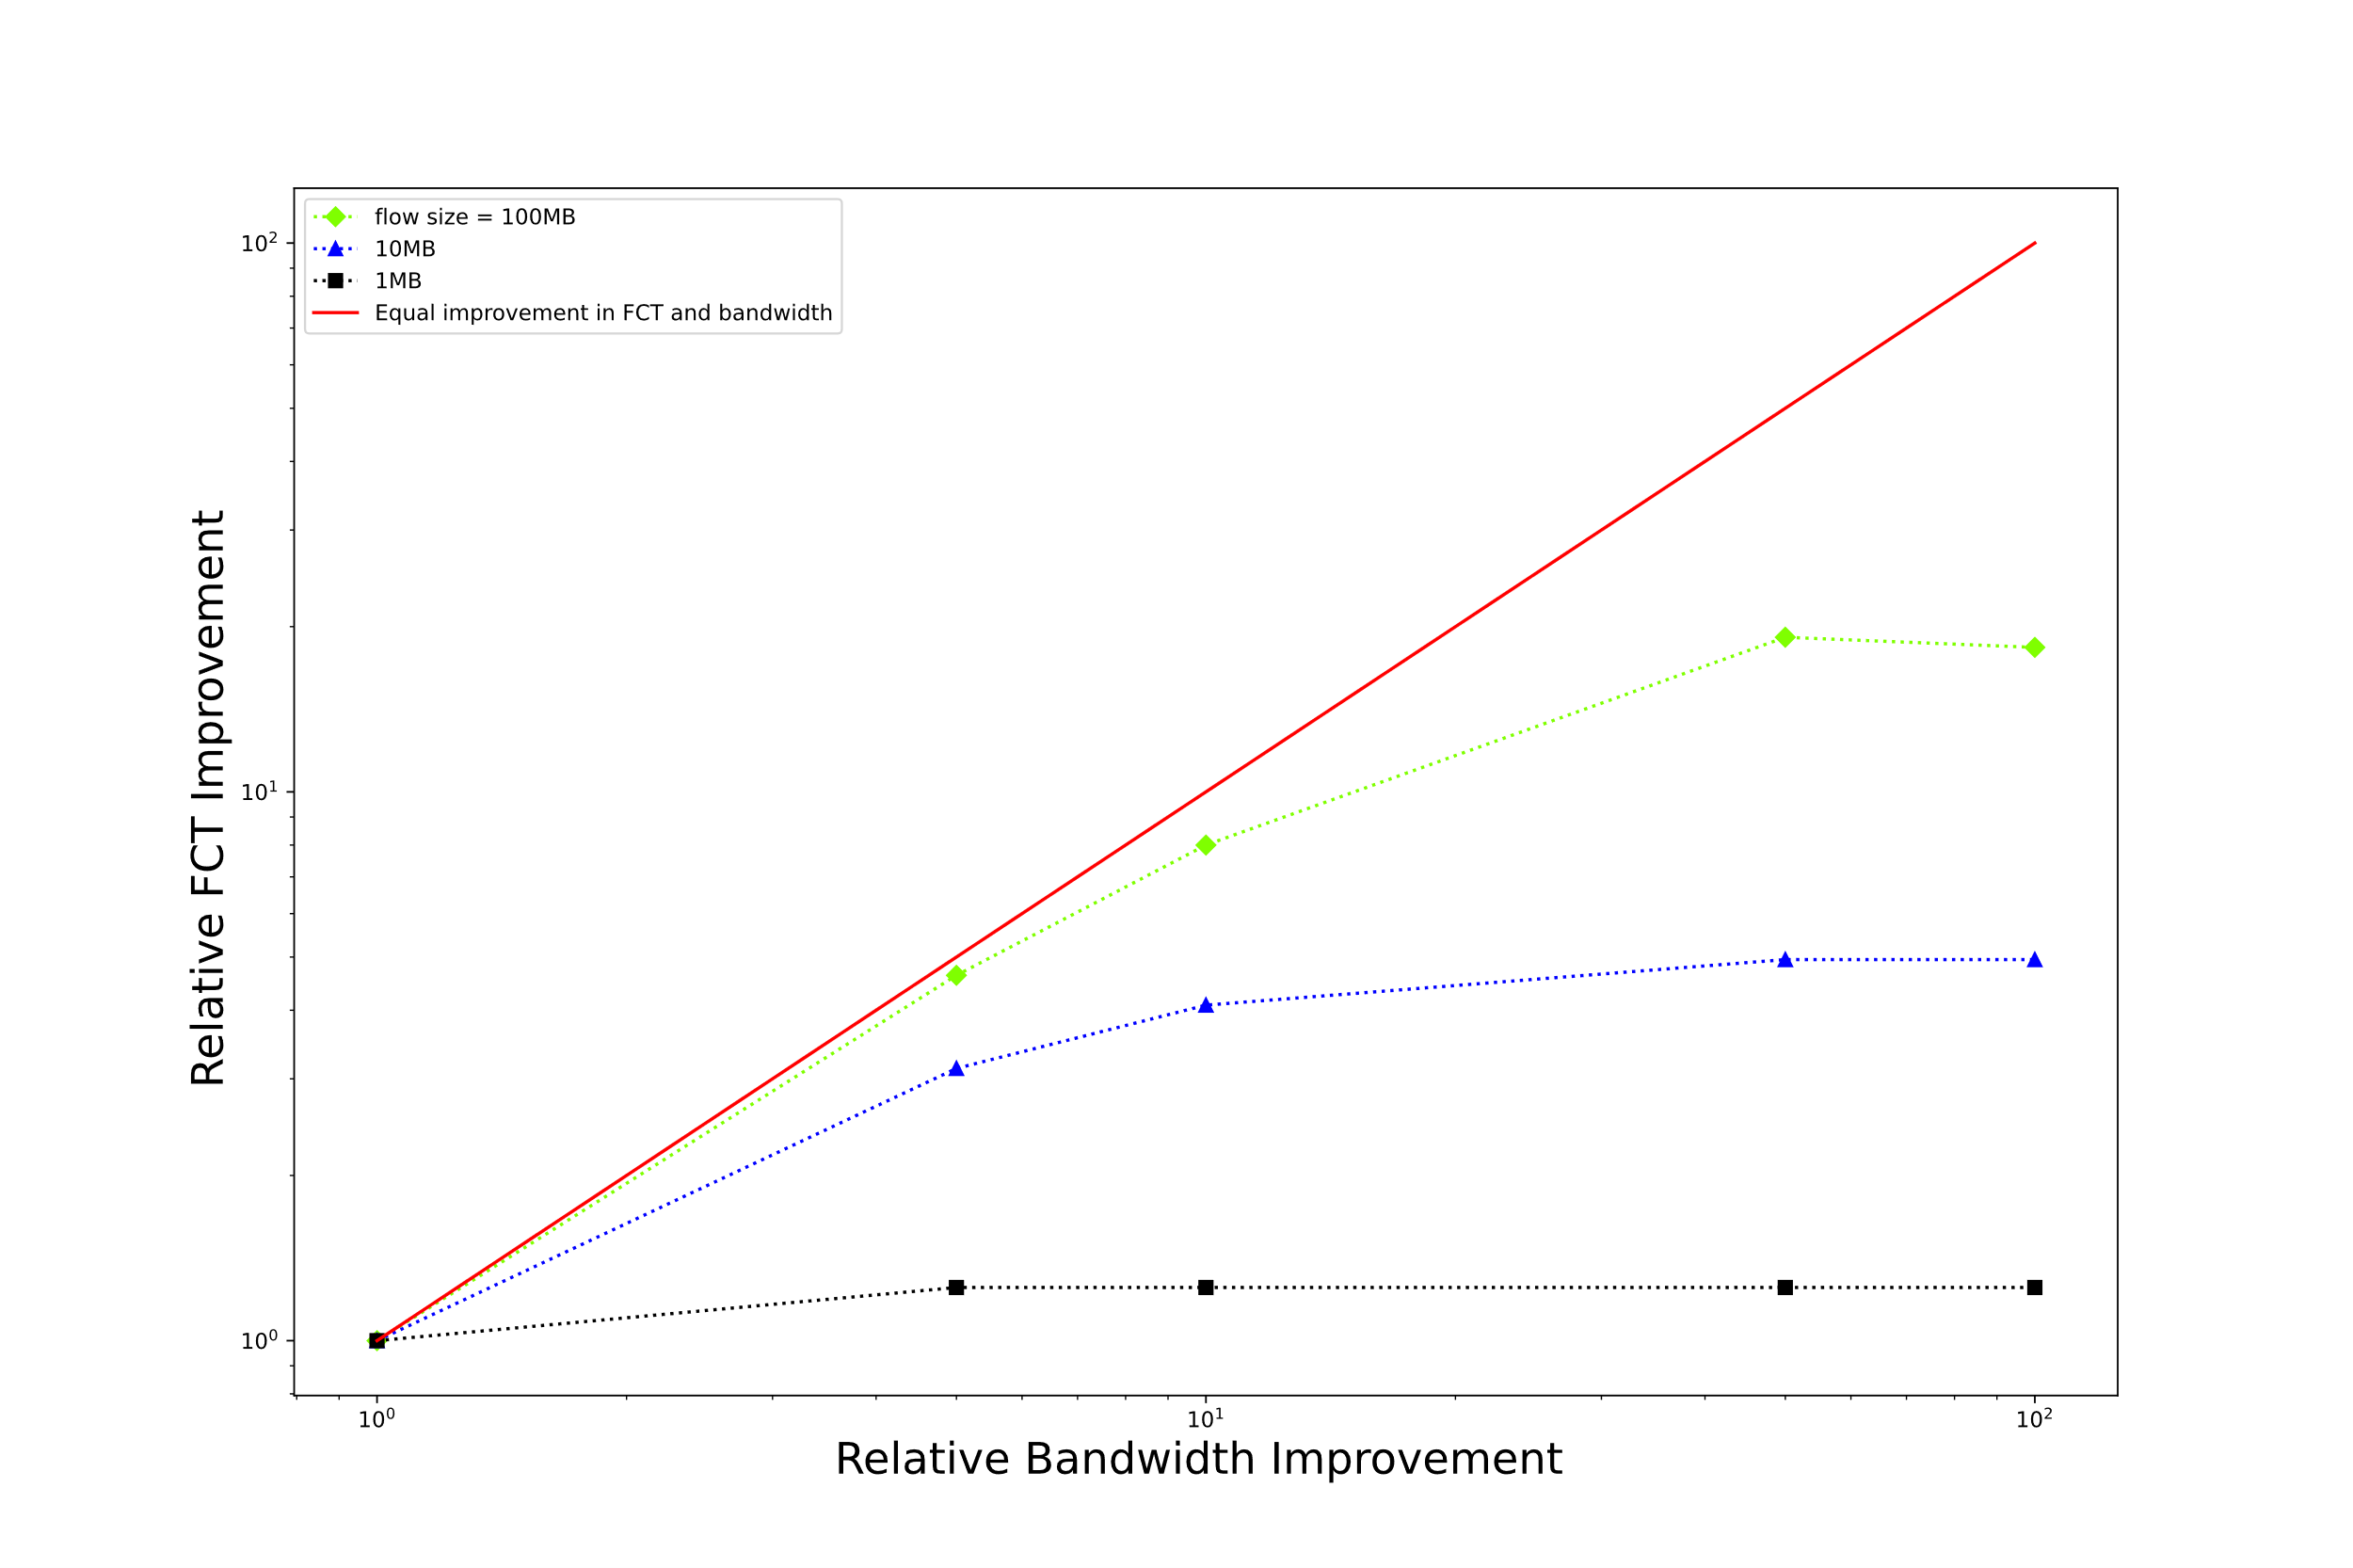 flow size = 100MB
10MB
1MB
Equal improvement in FCT and bandwidth
10²
10¹
10⁰
Relative FCT Improvement
10⁰ 10¹ 10²
Relative Bandwidth Improvement